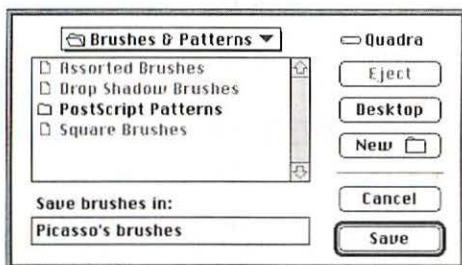 Brushes & Patterns
Quadra
Assorted Brushes
Drop Shadow Brushes
PostScript Patterns
Square Brushes
Eject
Desktop
New
Save brushes in:
Picasso's brushes
Cancel
Save